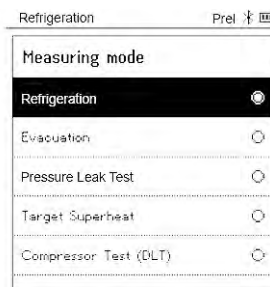 Refrigeration Prel
Measuring mode
Refrigeration
Evacuation
Pressure Leak Test
Target Superheat
Compressor Test (DLT)